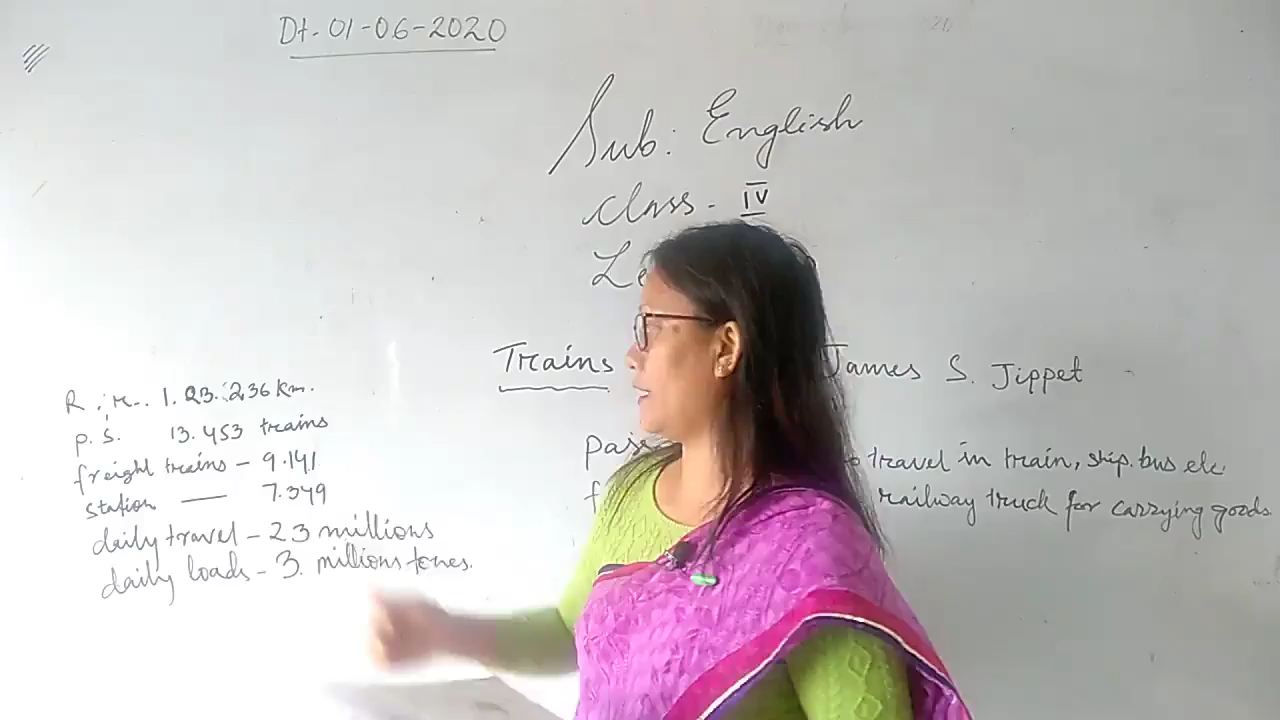 Dt. 01-06-2020
Sub: English
Class - IV
Trains James S. Jippet
travel in train, ship. bus etc.
railway truck for carrying goods.
R. r.. 1. 23. 236 km.
P. S. 13. 453 trains
freight trains - 9.141
station — 7.349
daily travel - 23 millions
daily loads - 3. millions tones.